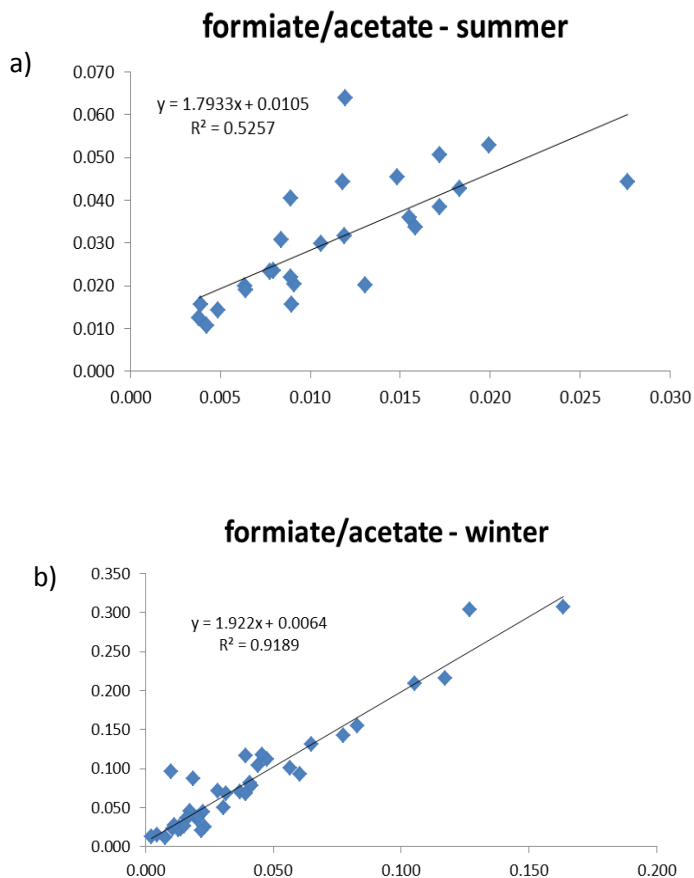 formiate/acetate - summer
a)
0.070
y = 1.7933x + 0.0105
0.060
R² = 0.5257
0.050
0.040
0.030
0.020
0.010
0.000
0.000 0.005 0.010 0.015 0.020 0.025 0.030
formiate/acetate - winter
b)
0.350
0.300
y = 1.922x + 0.0064
R² = 0.9189
0.250
0.200
0.150
0.100
0.050
0.000
0.000 0.050 0.100 0.150 0.200